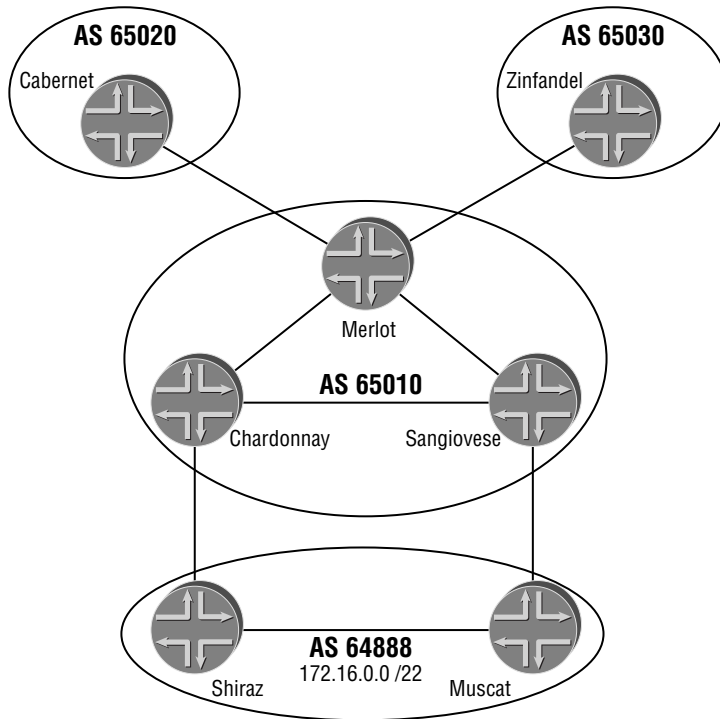 AS 65020
AS 65030
Cabernet
Zinfandel
Merlot
AS 65010
Chardonnay
Sangiovese
AS 64888
172.16.0.0 /22
Shiraz
Muscat